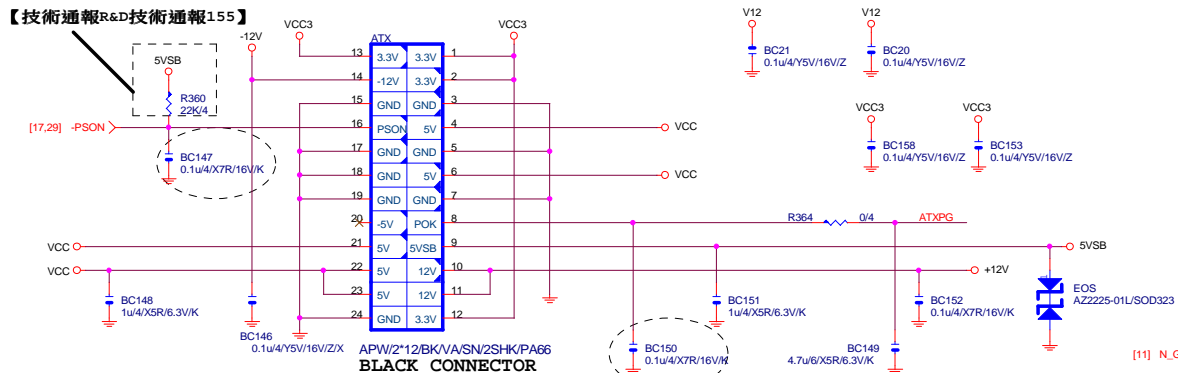 【技術通報R&D技術通報155】
5VSB
R360
22K/4
[17,29] -PSON
BC147
0.1u/4/X7R/16V/K
-12V
VCC3
VCC3
ATX
13 3.3V 3.3V 1
14 -12V 3.3V 2
15 GND GND 3
16 PSON 5V 4
17 GND GND 5
18 GND 5V 6
19 GND GND 7
20 -5V POK 8
21 5V 5VSB 9
22 5V 12V 10
23 5V 12V 11
24 GND 3.3V 12
APW/2*12/BK/VA/SN/2SHK/PA66
BLACK CONNECTOR
VCC
VCC
BC148
1u/4/X5R/6.3V/K
BC146
0.1u/4/Y5V/16V/Z/X
VCC
VCC
V12
BC21
0.1u/4/Y5V/16V/Z
V12
BC20
0.1u/4/Y5V/16V/Z
VCC3
BC158
0.1u/4/Y5V/16V/Z
VCC3
BC153
0.1u/4/Y5V/16V/Z
R364 0/4 ATXPG
5VSB
+12V
BC151
1u/4/X5R/6.3V/K
BC152
0.1u/4/X7R/16V/K
EOS
AZ2225-01L/SOD323
BC150
0.1u/4/X7R/16V/K
BC149
4.7u/6/X5R/6.3V/K
[11] N_G